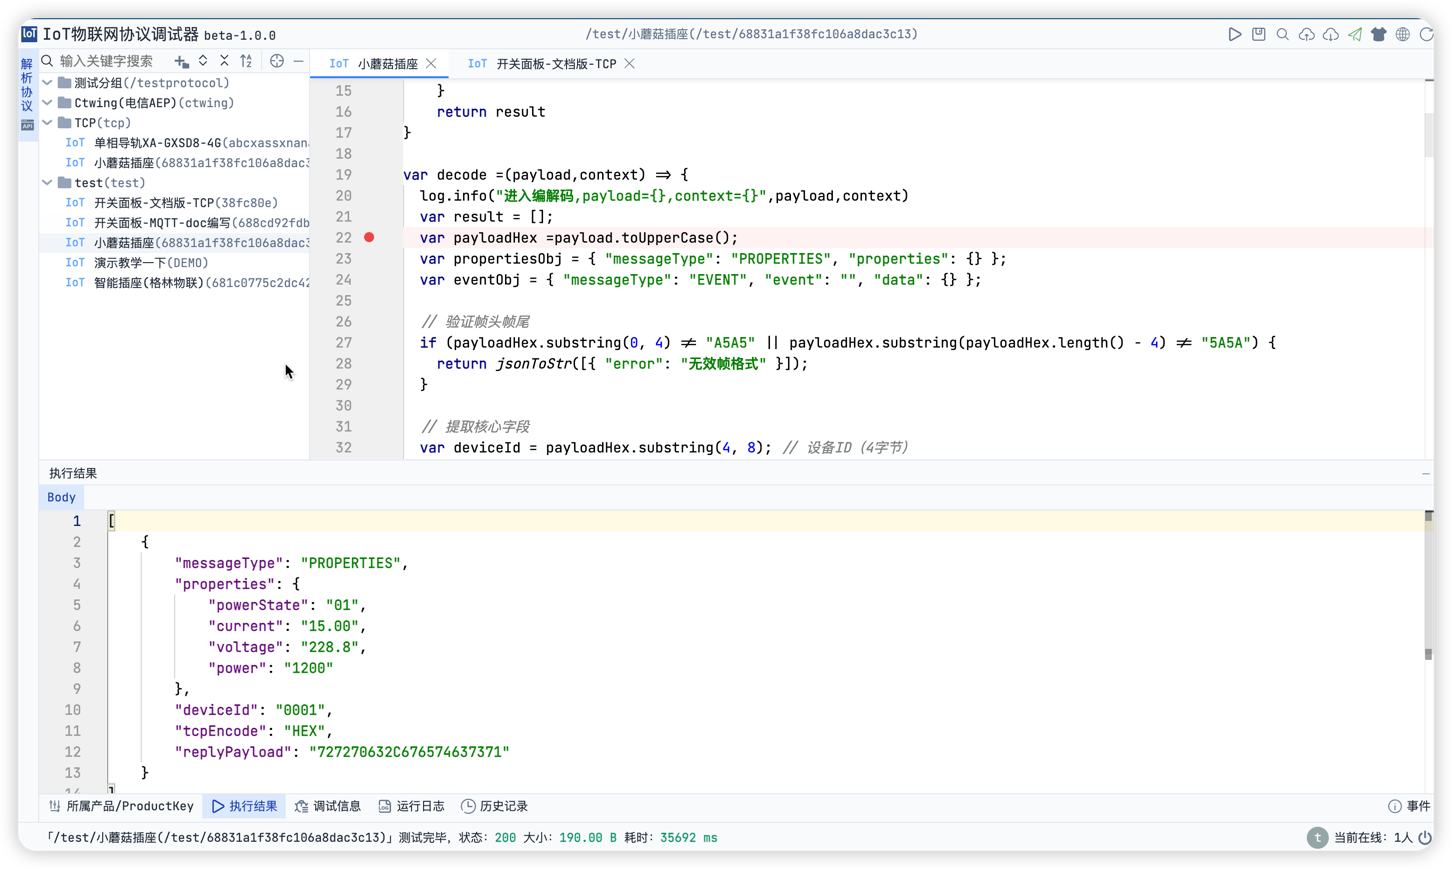 IoT IoT物联网协议调试器 beta-1.0.0
/test/小蘑菇插座(/test/68831a1f38fc106a8dac3c13)
解析协议
API
输入关键字搜索
测试分组(/testprotocol)
Ctwing(电信AEP)(ctwing)
TCP(tcp)
IoT 单相导轨XA-GXSD8-4G(abcxassxnan
IoT 小蘑菇插座(68831a1f38fc106a8dac3
test(test)
IoT 开关面板-文档版-TCP(38fc80e)
IoT 开关面板-MQTT-doc编写(688cd92fdb
IoT 小蘑菇插座(68831a1f38fc106a8dac3
IoT 演示教学一下(DEMO)
IoT 智能插座(格林物联)(681c0775c2dc42
IoT 小蘑菇插座
IoT 开关面板-文档版-TCP
15 }
16 return result
17 }
18
19 var decode =(payload,context) => {
20 log.info("进入编解码,payload={},context={}",payload,context)
21 var result = [];
22 var payloadHex =payload.toUpperCase();
23 var propertiesObj = { "messageType": "PROPERTIES", "properties": {} };
24 var eventObj = { "messageType": "EVENT", "event": "", "data": {} };
25
26 // 验证帧头帧尾
27 if (payloadHex.substring(0, 4) != "A5A5" || payloadHex.substring(payloadHex.length() - 4) != "5A5A") {
28 return jsonToStr([{ "error": "无效帧格式" }]);
29 }
30
31 // 提取核心字段
32 var deviceId = payloadHex.substring(4, 8); // 设备ID（4字节）
执行结果
Body
1 [
2 {
3 "messageType": "PROPERTIES",
4 "properties": {
5 "powerState": "01",
6 "current": "15.00",
7 "voltage": "228.8",
8 "power": "1200"
9 },
10 "deviceId": "0001",
11 "tcpEncode": "HEX",
12 "replyPayload": "727270632C676574637371"
13 }
14 ]
所属产品/ProductKey 执行结果 调试信息 运行日志 历史记录 事件
「/test/小蘑菇插座(/test/68831a1f38fc106a8dac3c13)」测试完毕，状态：200 大小：190.00 B 耗时：35692 ms
t 当前在线：1人